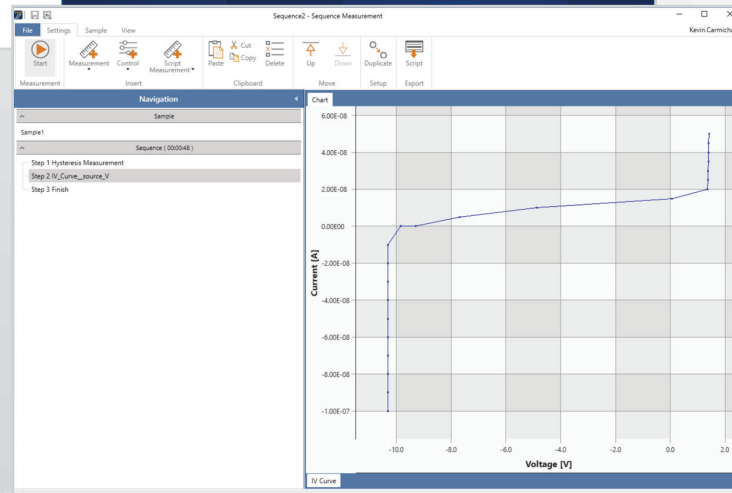 Sequence2 - Sequence Measurement
File Settings Sample View
Kevin.Carmicha
Start Measurement Control Script Measurement Paste Cut Copy Delete Up Down Duplicate Script
Measurement Insert Clipboard Move Setup Export
Navigation
Sample
Sample1
Sequence ( 00:00:48 )
Step 1 Hysteresis Measurement
Step 2 IV_Curve__source_V
Step 3 Finish
Chart
6.00E-08
4.00E-08
2.00E-08
0.00E00
-2.00E-08
-4.00E-08
-6.00E-08
-8.00E-08
-1.00E-07
Current [A]
-10.0 -8.0 -6.0 -4.0 -2.0 0.0 2.0
Voltage [V]
IV Curve